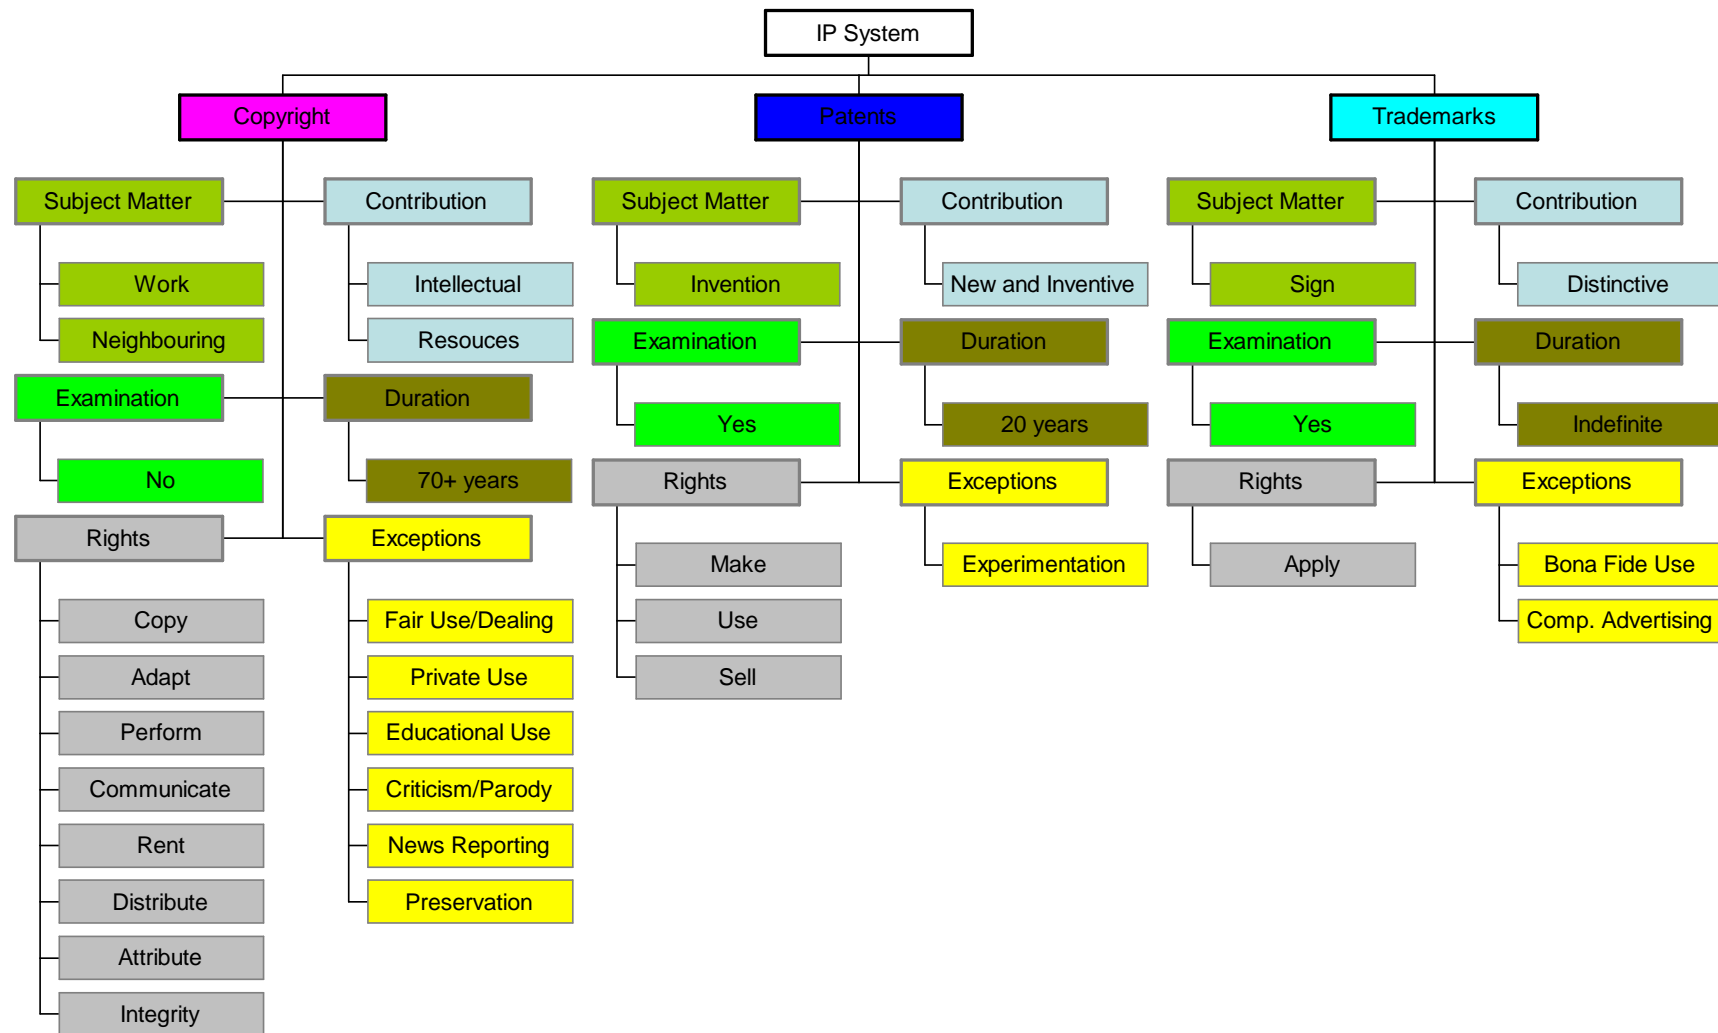 IP System
Copyright
Patents
Trademarks
Subject Matter
Contribution
Work
Intellectual
Neighbouring
Resouces
Examination
Duration
No
70+ years
Rights
Exceptions
Copy
Fair Use/Dealing
Adapt
Private Use
Perform
Educational Use
Communicate
Criticism/Parody
Rent
News Reporting
Distribute
Preservation
Attribute
Integrity
Subject Matter
Contribution
Invention
New and Inventive
Examination
Duration
Yes
20 years
Rights
Exceptions
Make
Experimentation
Use
Sell
Subject Matter
Contribution
Sign
Distinctive
Examination
Duration
Yes
Indefinite
Rights
Exceptions
Apply
Bona Fide Use
Comp. Advertising